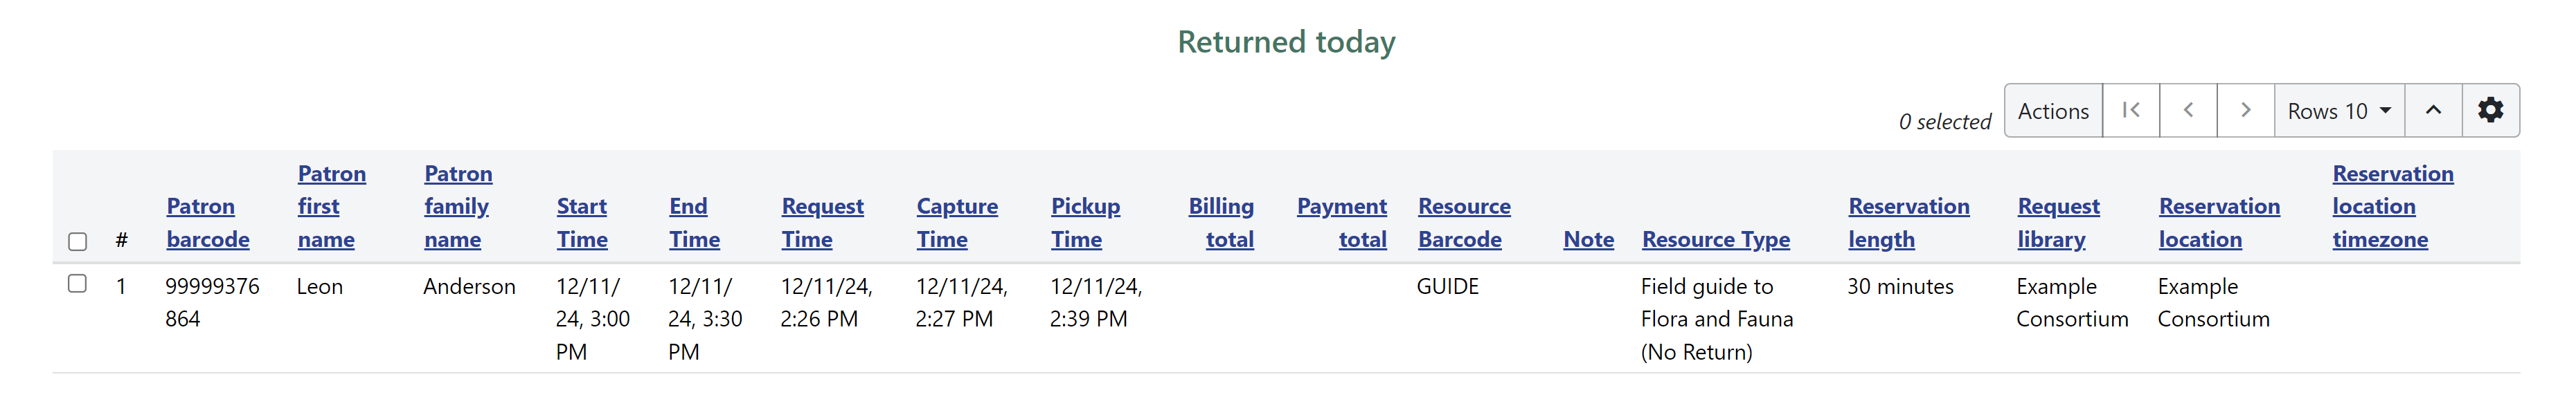 Returned today
0 selected Actions Rows 10
# Patron barcode Patron first name Patron family name Start Time End Time Request Time Capture Time Pickup Time Billing total Payment total Resource Barcode Note Resource Type Reservation length Request library Reservation location Reservation location timezone
1 99999376 Leon Anderson 12/11/ 12/11/ 12/11/24, 12/11/24, 12/11/24, GUIDE Field guide to 30 minutes Example Example
864 24, 3:00 24, 3:30 2:26 PM 2:27 PM 2:39 PM Flora and Fauna Consortium Consortium
PM PM (No Return)